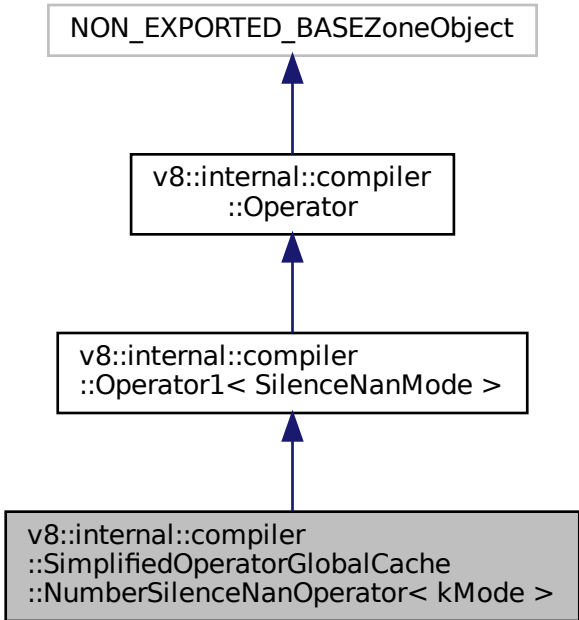 NON_EXPORTED_BASEZoneObject
v8::internal::compiler
::Operator
v8::internal::compiler
::Operator1< SilenceNanMode >
v8::internal::compiler
::SimplifiedOperatorGlobalCache
::NumberSilenceNanOperator< kMode >